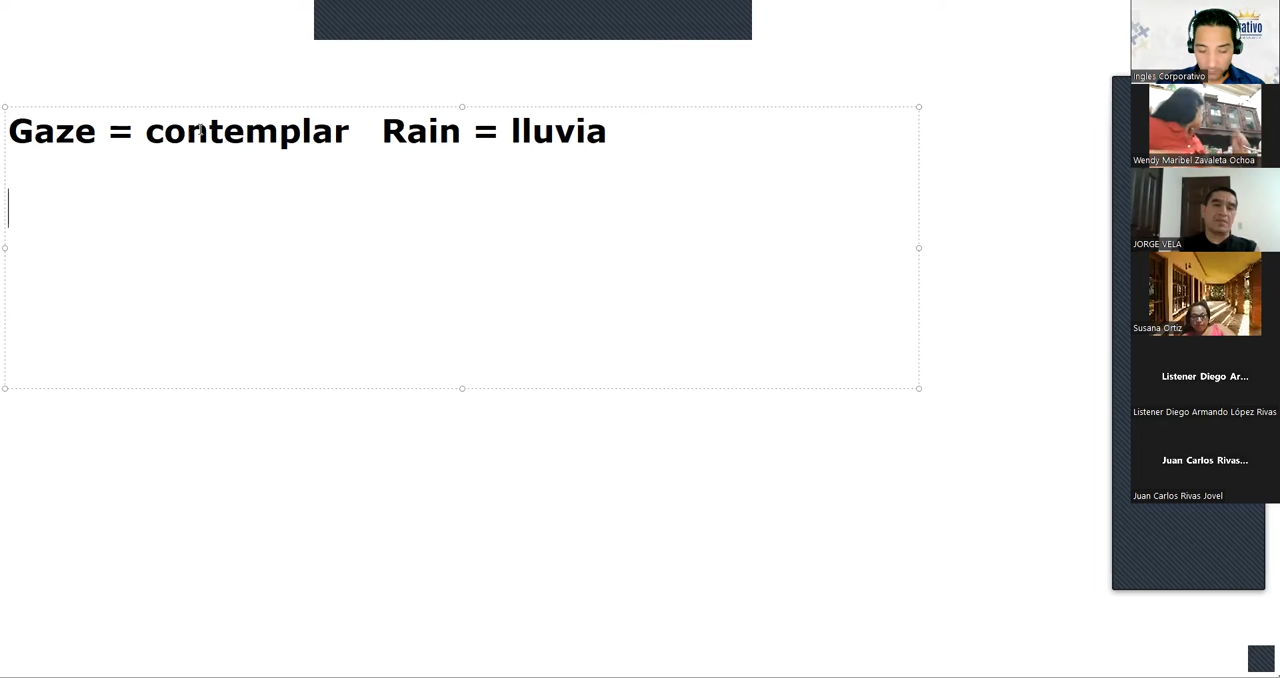 Gaze = contemplar   Rain = lluvia
Ingles Corporativo
Wendy Maribel Zavaleta Ochoa
JORGE VELA
Susana Ortiz
Listener Diego Ar...
Listener Diego Armando López Rivas
Juan Carlos Rivas...
Juan Carlos Rivas Jovel